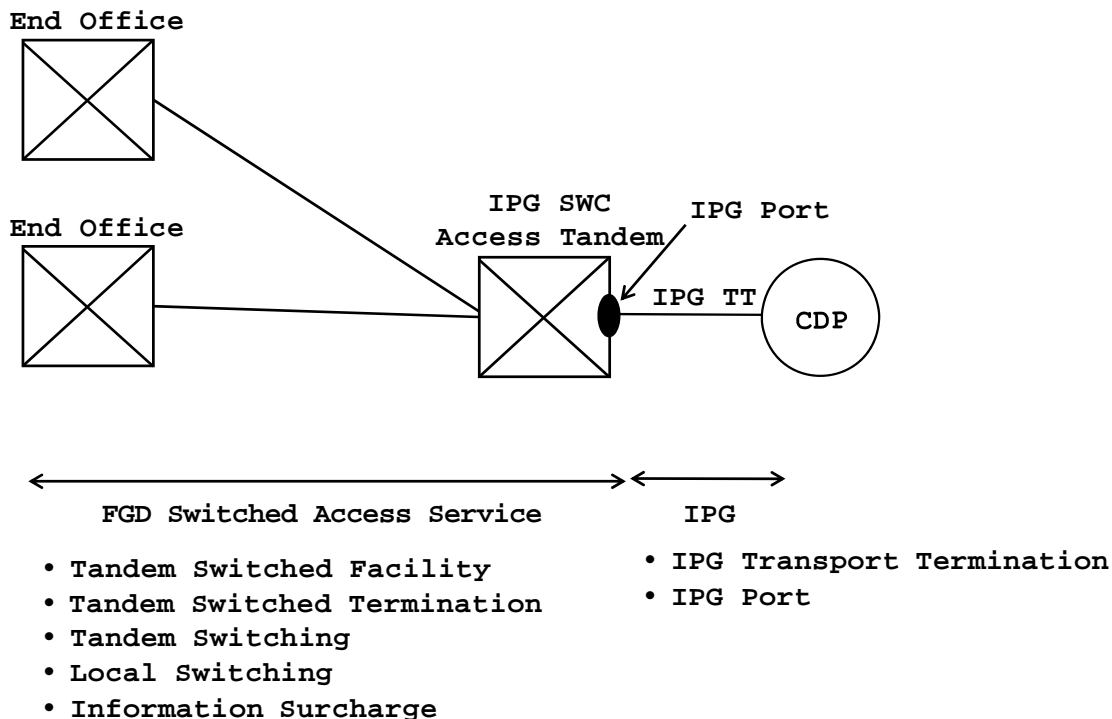 End Office
End Office
IPG SWC
Access Tandem
IPG Port
IPG TT
CDP
FGD Switched Access Service
• Tandem Switched Facility
• Tandem Switched Termination
• Tandem Switching
• Local Switching
• Information Surcharge
IPG
• IPG Transport Termination
• IPG Port